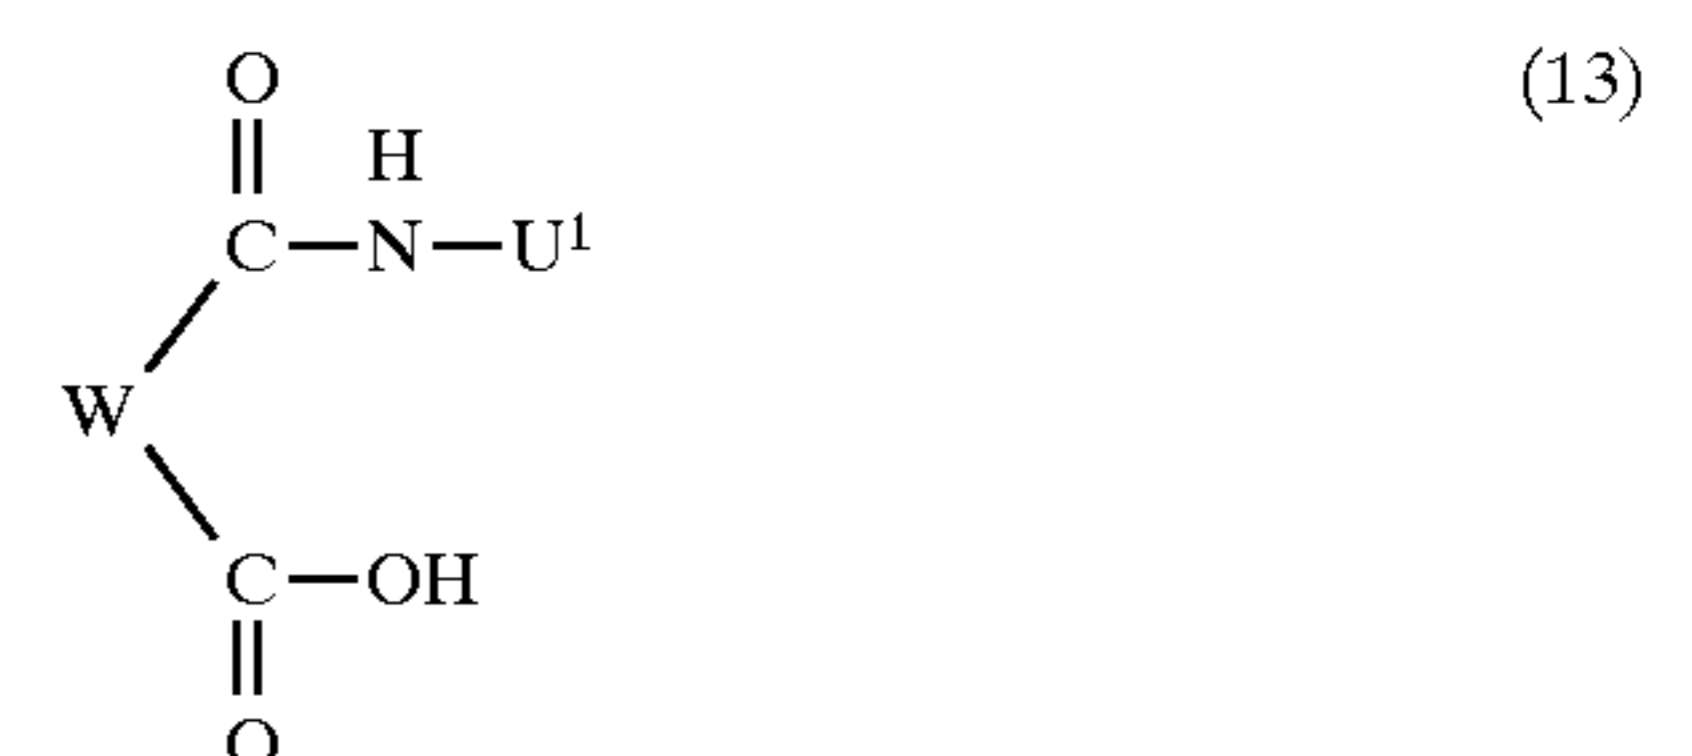 O (13)
H
C—N—U¹
W
C—OH
O